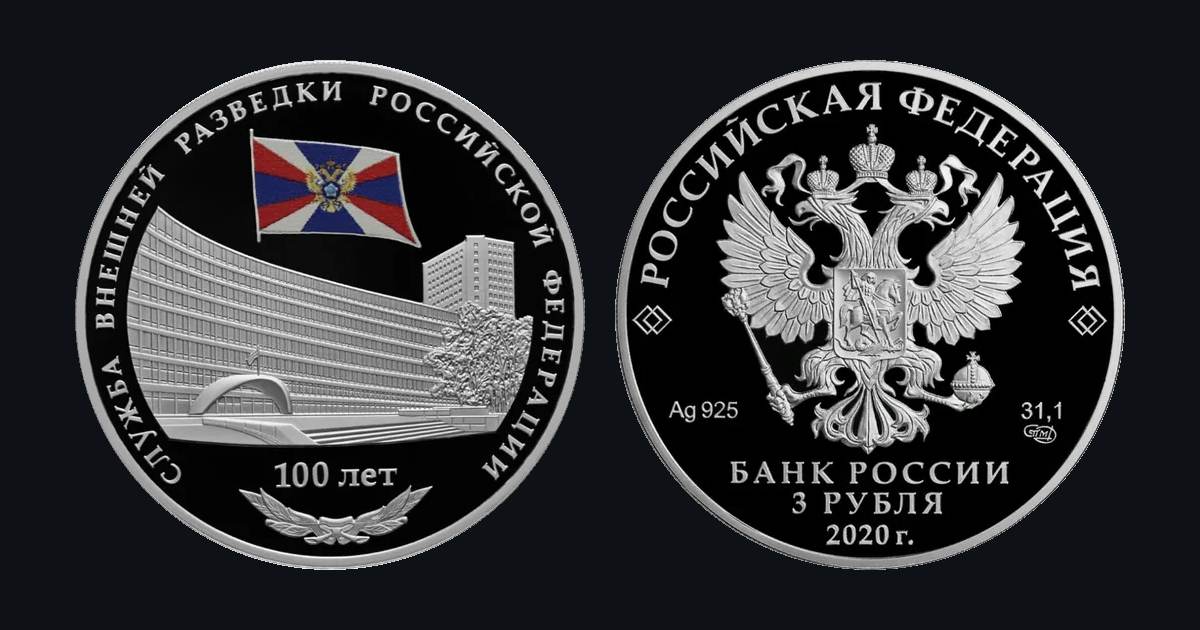 СЛУЖБА ВНЕШНЕЙ РАЗВЕДКИ РОССИЙСКОЙ ФЕДЕРАЦИИ
100 лет
РОССИЙСКАЯ ФЕДЕРАЦИЯ
Ag 925
31,1
СПМД
БАНК РОССИИ
3 РУБЛЯ
2020 г.